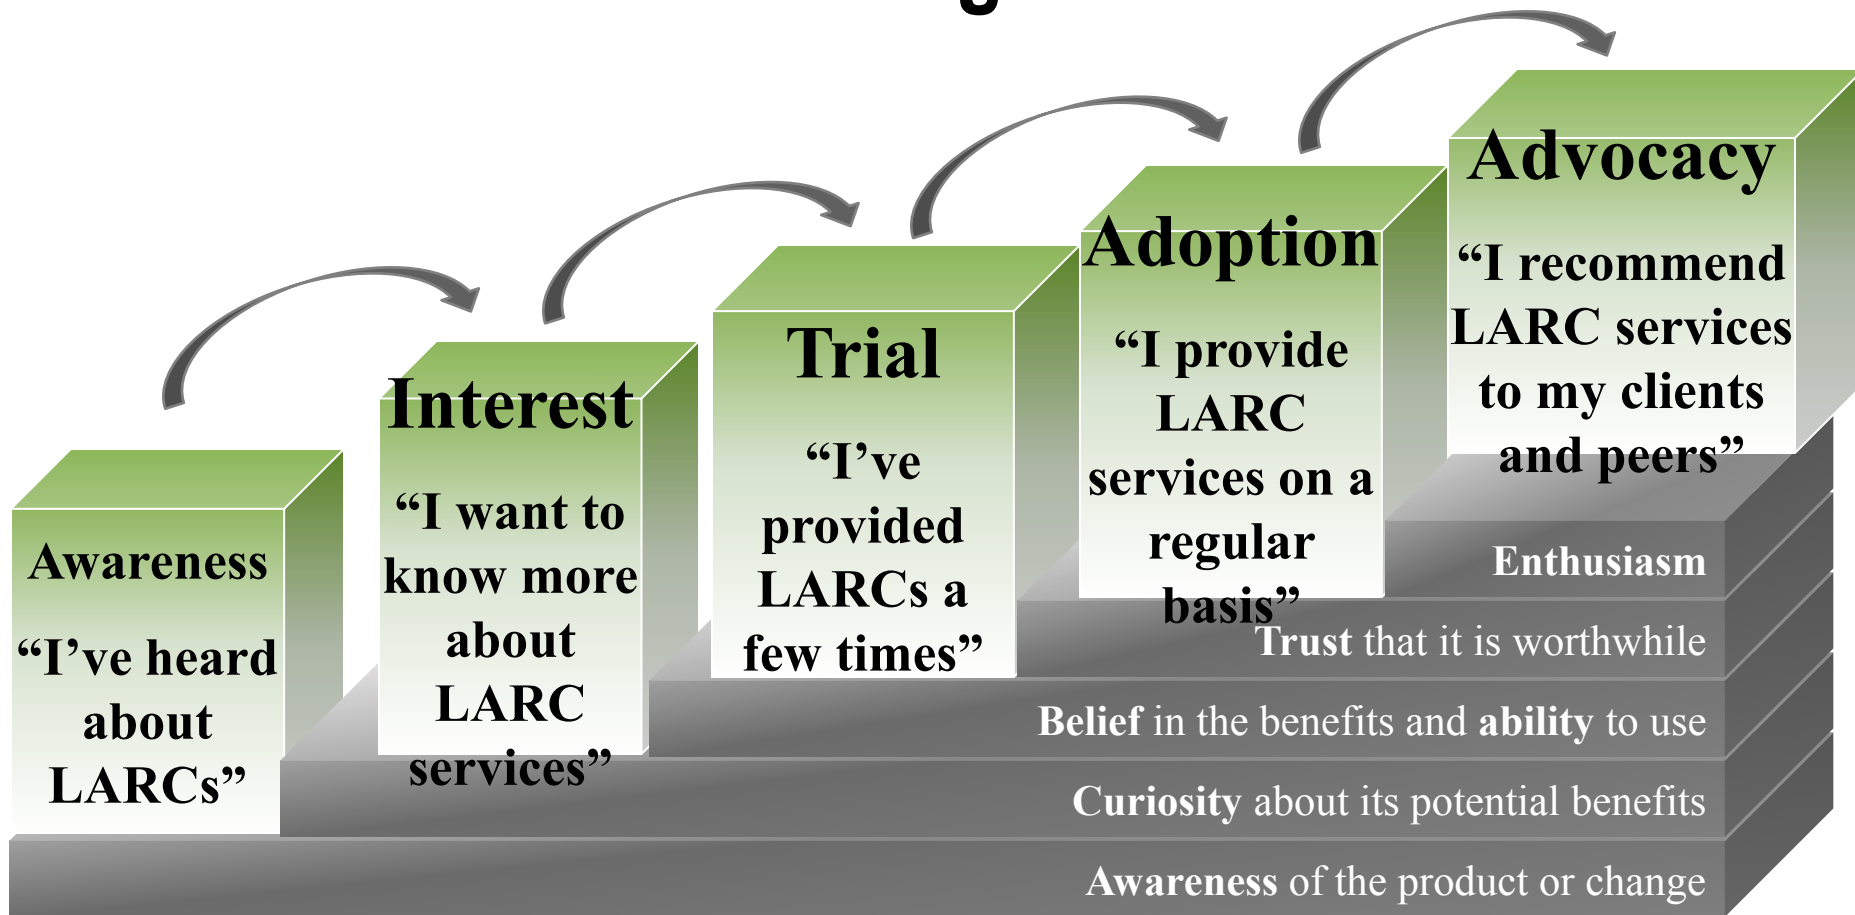 Awareness
“I’ve heard
about
LARCs”
Interest
“I want to
know more
about
LARC
services”
Trial
“I’ve
provided
LARCs a
few times”
Adoption
“I provide
LARC
services on a
regular
basis”
Advocacy
“I recommend
LARC services
to my clients
and peers”
Enthusiasm
Trust that it is worthwhile
Belief in the benefits and ability to use
Curiosity about its potential benefits
Awareness of the product or change